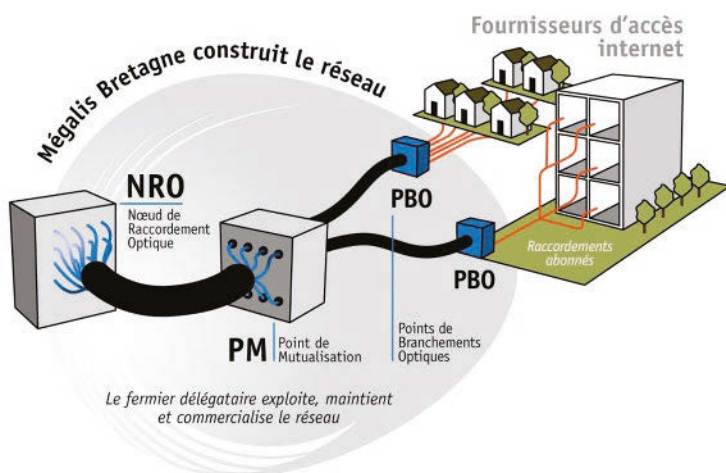 Fournisseurs d'accès
internet
Mégalis Bretagne construit le réseau
NRO
Nœud de
Raccordement
Optique
PBO
PBO
Raccordements
abonnés
PM
Point de
Mutualisation
Points de
Branchements
Optiques
Le fermier délégataire exploite, maintient
et commercialise le réseau